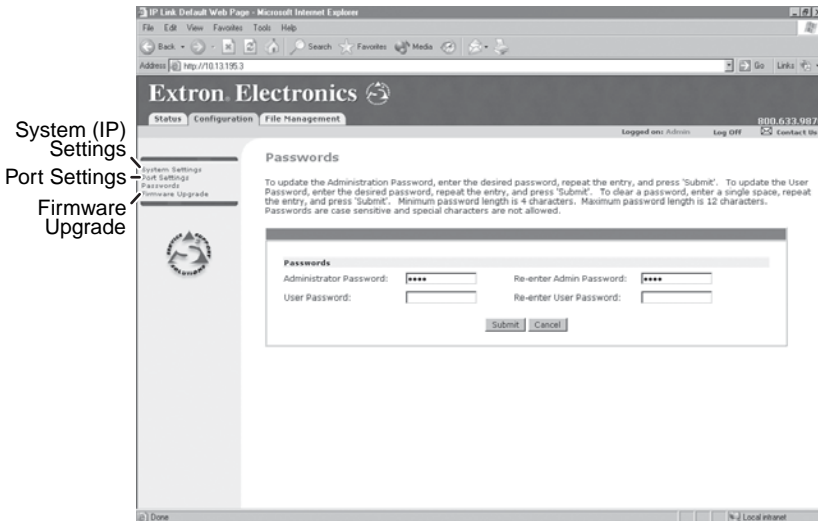 IP Link Default Web Page - Microsoft Internet Explorer
File Edit View Favorites Tools Help
Back Search Favorites Media
Address http://10.13.195.3 Go Links
Extron Electronics
Status Configuration File Management
800.633.987
Logged on: Admin Log Off Contact Us
System (IP)
Settings
Port Settings
Firmware
Upgrade
System Settings
Port Settings
Passwords
Firmware Upgrade
Passwords
To update the Administration Password, enter the desired password, repeat the entry, and press 'Submit'. To update the User
Password, enter the desired password, repeat the entry, and press 'Submit'. To clear a password, enter a single space, repeat
the entry, and press 'Submit'. Minimum password length is 4 characters. Maximum password length is 12 characters.
Passwords are case sensitive and special characters are not allowed.
Passwords
Administrator Password: •••• Re-enter Admin Password: ••••
User Password: Re-enter User Password:
Submit Cancel
Done Local intranet